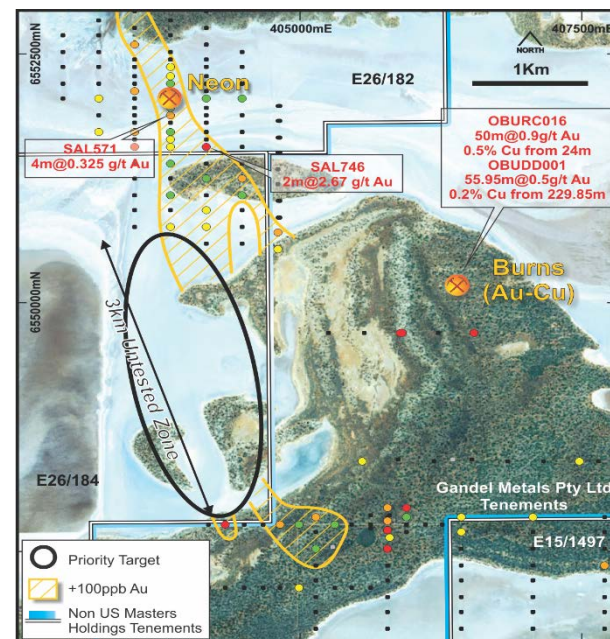 405000mE
407500mE
6552500mN
NORTH
1Km
E26/182
Neon
SAL571
4m@0.325 g/t Au
SAL746
2m@2.67 g/t Au
OBURC016
50m@0.9g/t Au
0.5% Cu from 24m
OBUDD001
55.95m@0.5g/t Au
0.2% Cu from 229.85m
Burns
(Au-Cu)
6550000mN
3km Untested Zone
E26/184
Gandel Metals Pty Ltd
Tenements
E15/1497
Priority Target
+100ppb Au
Non US Masters
Holdings Tenements